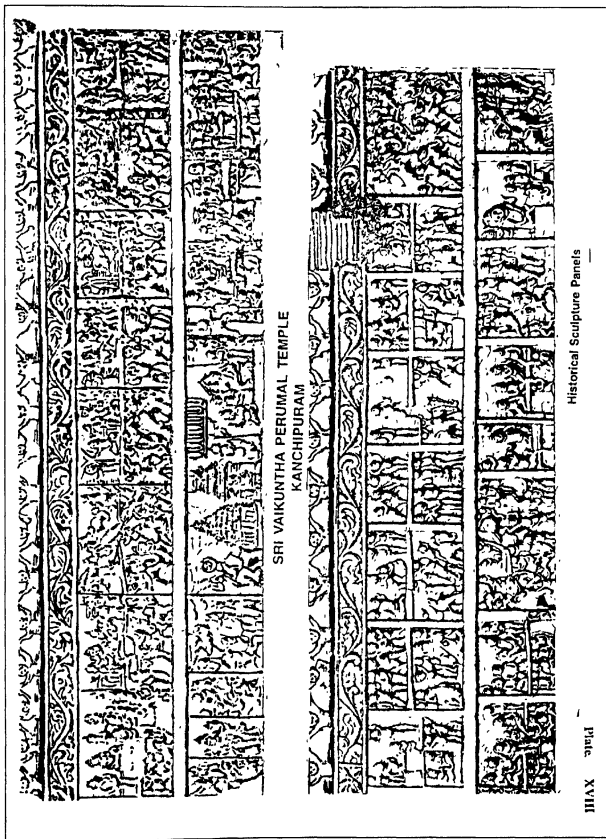 SRI VAIKUNTHA PERUMAL TEMPLE
KANCHIPURAM
Historical Sculpture Panels
Plate XVIII